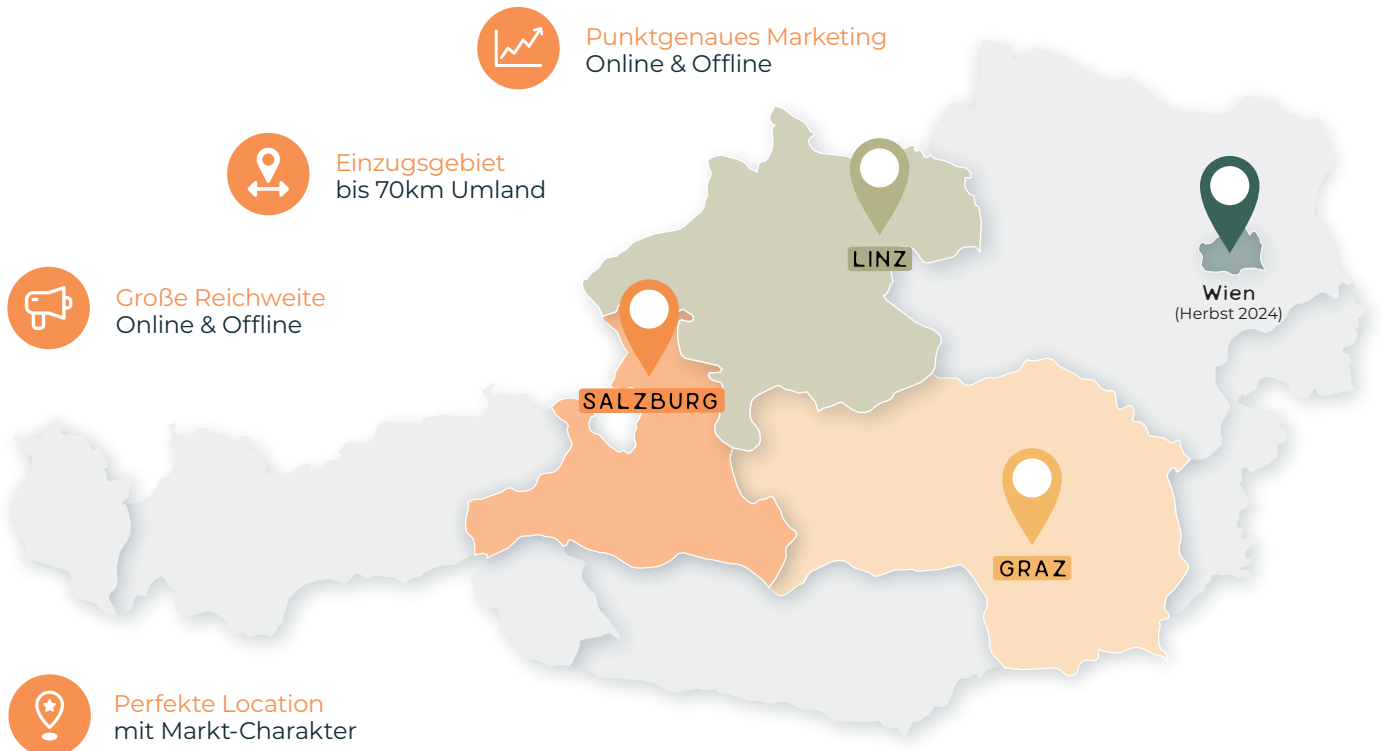 Punktgenaues Marketing
Online & Offline
Einzugsgebiet
bis 70km Umland
Große Reichweite
Online & Offline
LINZ
Wien
(Herbst 2024)
SALZBURG
GRAZ
Perfekte Location
mit Markt-Charakter